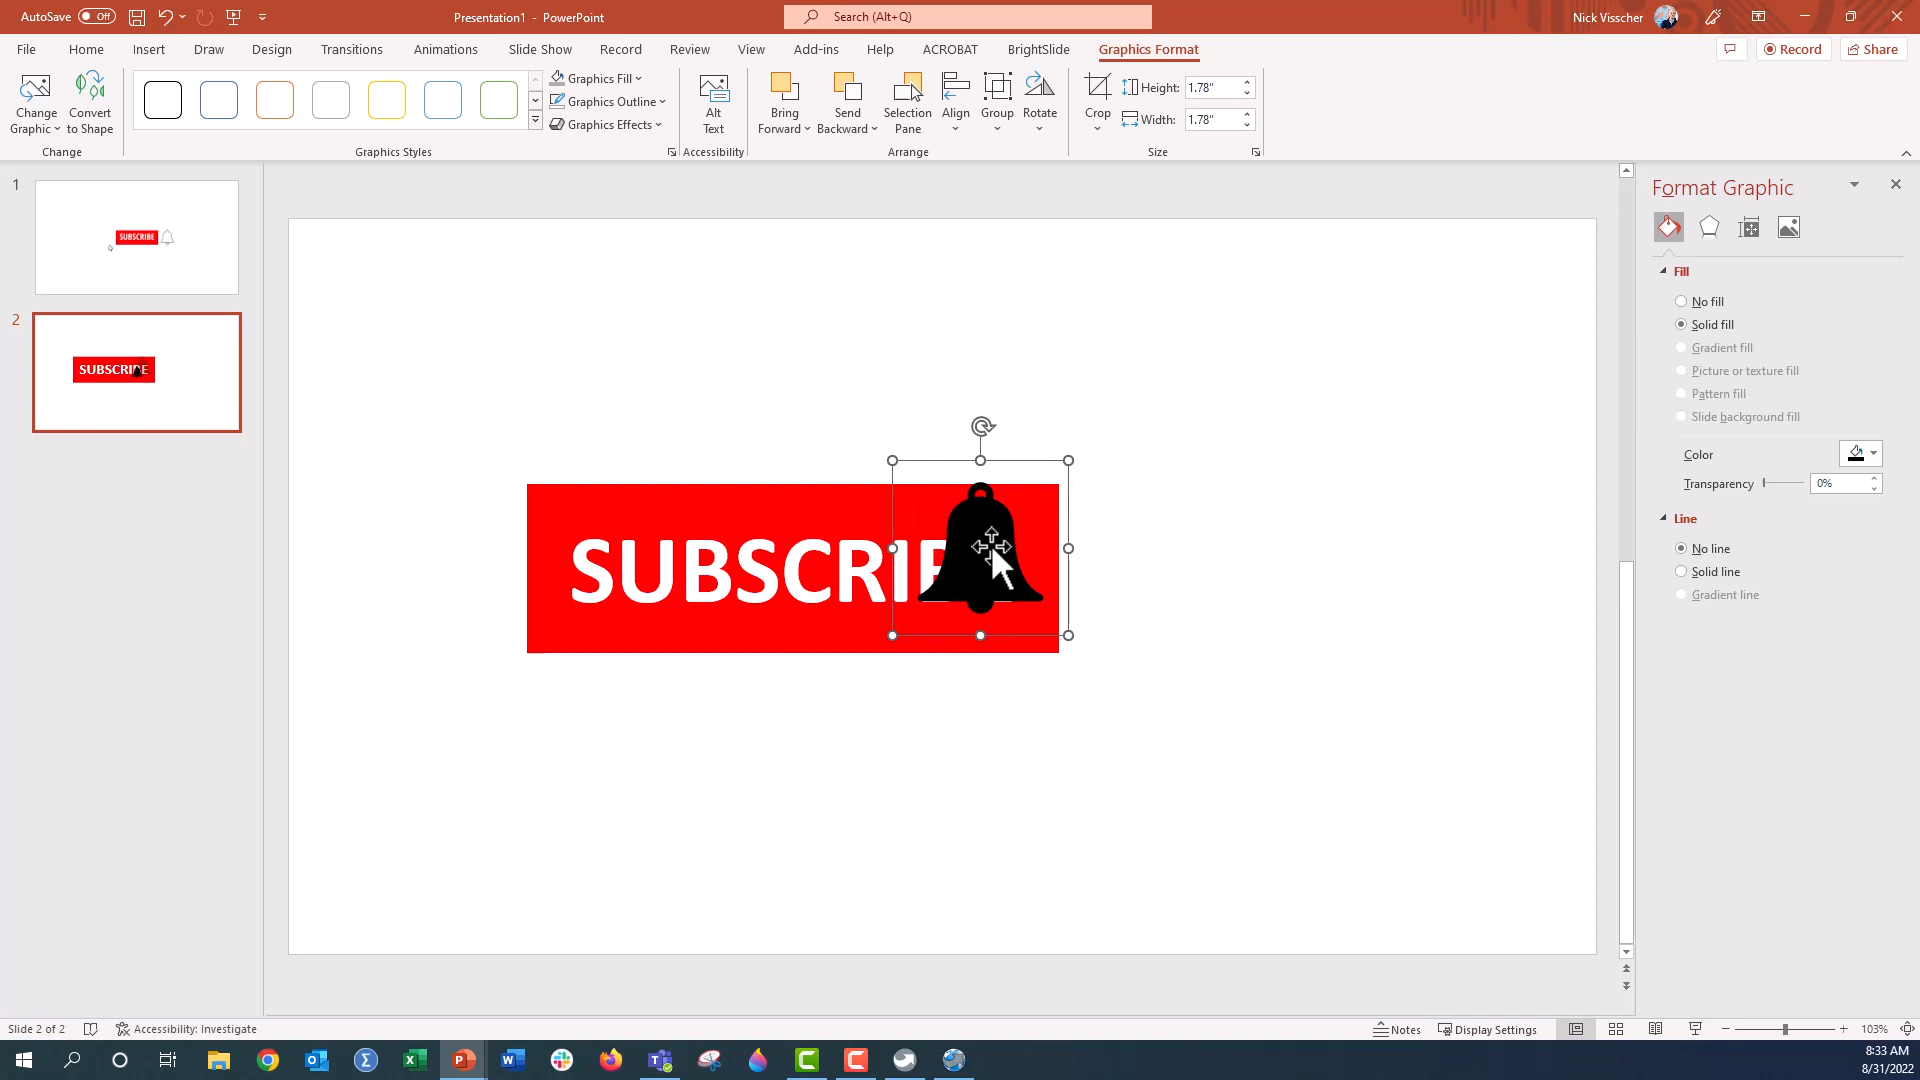 AutoSave Off Presentation1 - PowerPoint Search (Alt+Q) Nick Visscher
File Home Insert Draw Design Transitions Animations Slide Show Record Review View Add-ins Help ACROBAT BrightSlide Graphics Format Record Share
Change Graphic
Convert to Shape
Change
Graphics Fill
Graphics Outline
Graphics Effects
Graphics Styles
Alt Text
Accessibility
Bring Forward
Send Backward
Selection Pane
Align
Group
Rotate
Arrange
Crop
Height: 1.78"
Width: 1.78"
Size
1
SUBSCRIBE
2
SUBSCRIBE
SUBSCRIB
Format Graphic
Fill
No fill
Solid fill
Gradient fill
Picture or texture fill
Pattern fill
Slide background fill
Color
Transparency 0%
Line
No line
Solid line
Gradient line
Slide 2 of 2 Accessibility: Investigate Notes Display Settings 103%
8:33 AM
8/31/2022